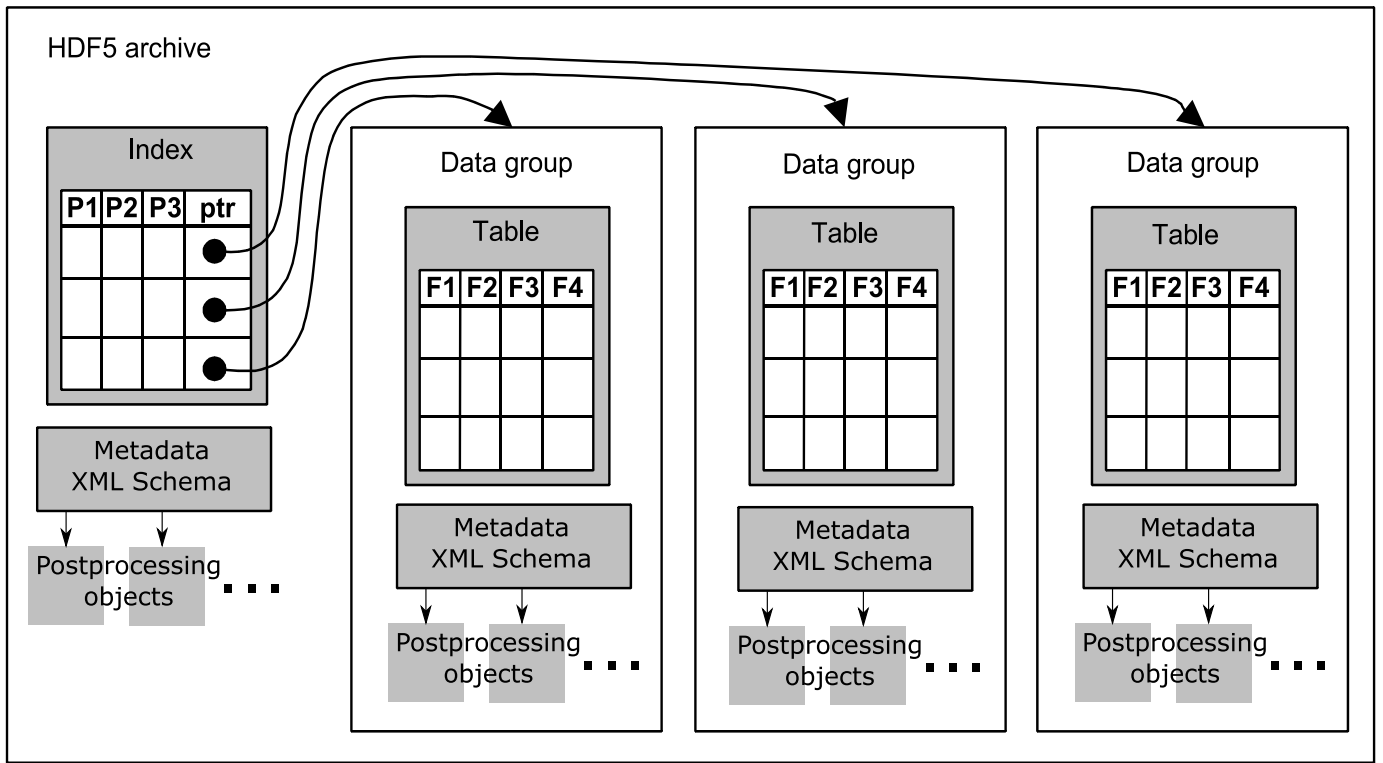 HDF5 archive
Index
P1 P2 P3 ptr
Metadata
XML Schema
Postprocessing
objects
Data group
Table
F1 F2 F3 F4
Metadata
XML Schema
Postprocessing
objects
Data group
Table
F1 F2 F3 F4
Metadata
XML Schema
Postprocessing
objects
Data group
Table
F1 F2 F3 F4
Metadata
XML Schema
Postprocessing
objects